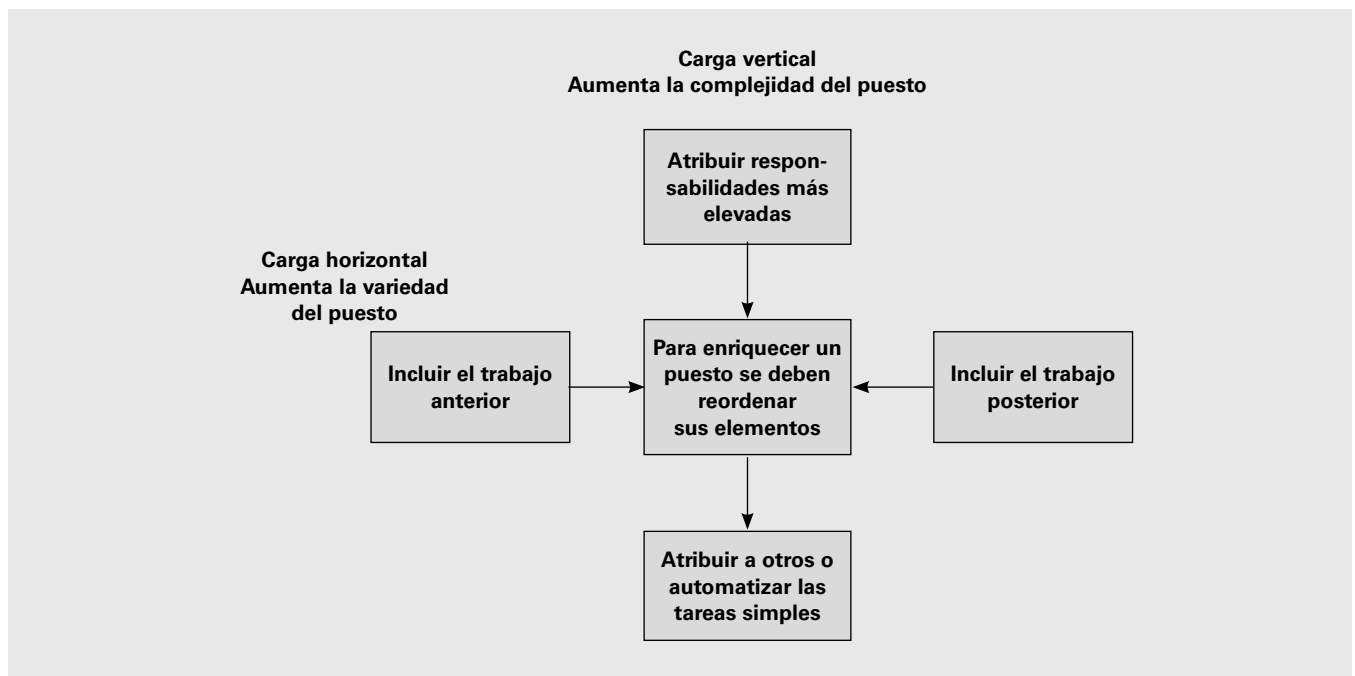 Carga vertical
Aumenta la complejidad del puesto
Atribuir respon-
sabilidades más
elevadas
Carga horizontal
Aumenta la variedad
del puesto
Incluir el trabajo
anterior
Para enriquecer un
puesto se deben
reordenar
sus elementos
Incluir el trabajo
posterior
Atribuir a otros o
automatizar las
tareas simples